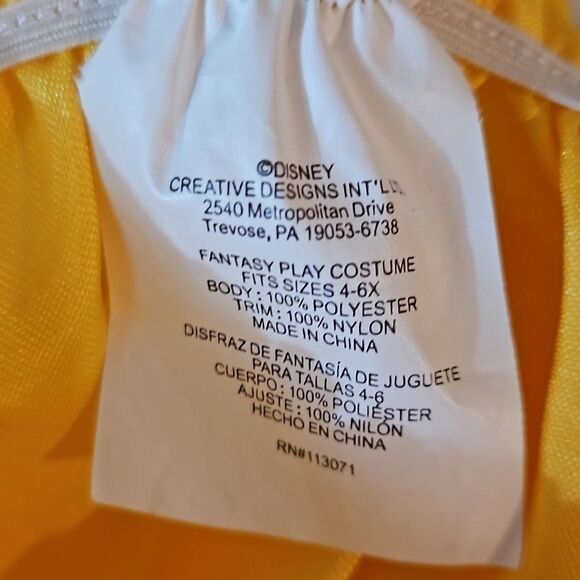 ©DISNEY
CREATIVE DESIGNS INT'L
2540 Metropolitan Drive
Trevose, PA 19053-6738
FANTASY PLAY COSTUME
FITS SIZES 4-6X
BODY : 100% POLYESTER
TRIM : 100% NYLON
MADE IN CHINA
DISFRAZ DE FANTASÍA DE JUGUETE
PARA TALLAS 4-6
CUERPO : 100% POLIÉSTER
AJUSTE : 100% NILÓN
HECHO EN CHINA
RN#113071